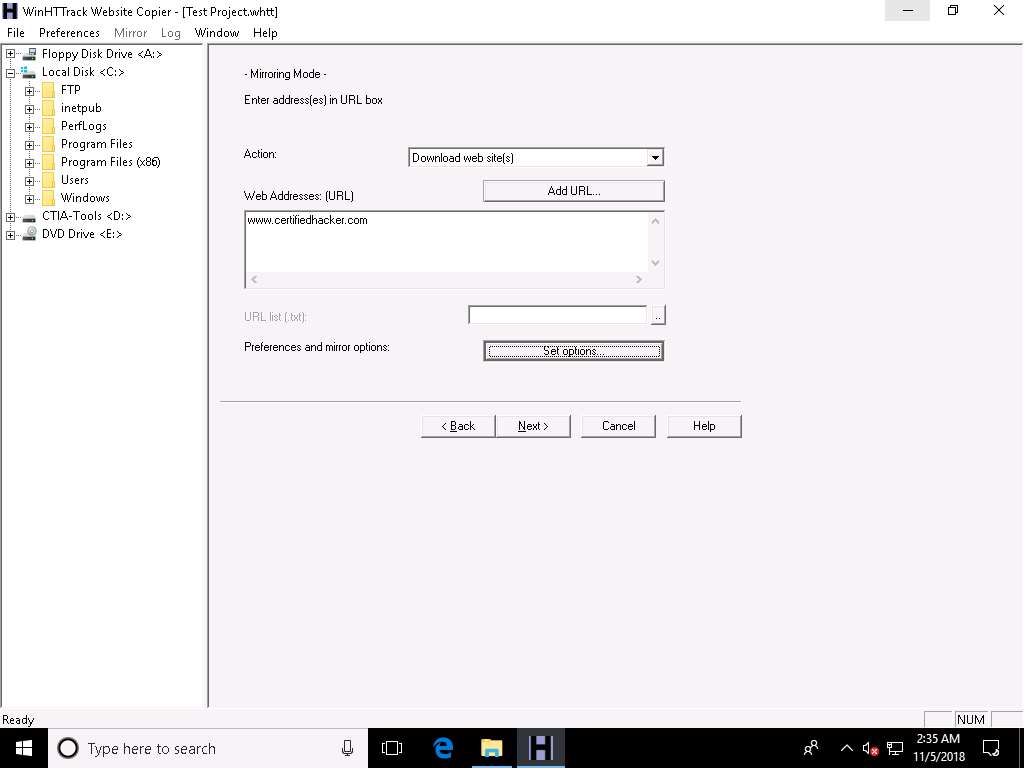 WinHTTrack Website Copier - [Test Project.whtt]
File Preferences Mirror Log Window Help
Floppy Disk Drive <A:>
Local Disk <C:>
FTP
inetpub
PerfLogs
Program Files
Program Files (x86)
Users
Windows
CTIA-Tools <D:>
DVD Drive <E:>
- Mirroring Mode -
Enter address(es) in URL box
Action:
Download web site(s)
Web Addresses: (URL)
Add URL...
www.certifiedhacker.com
URL list (.txt):
..
Preferences and mirror options:
Set options...
< Back
Next >
Cancel
Help
Ready
NUM
Type here to search
2:35 AM
11/5/2018